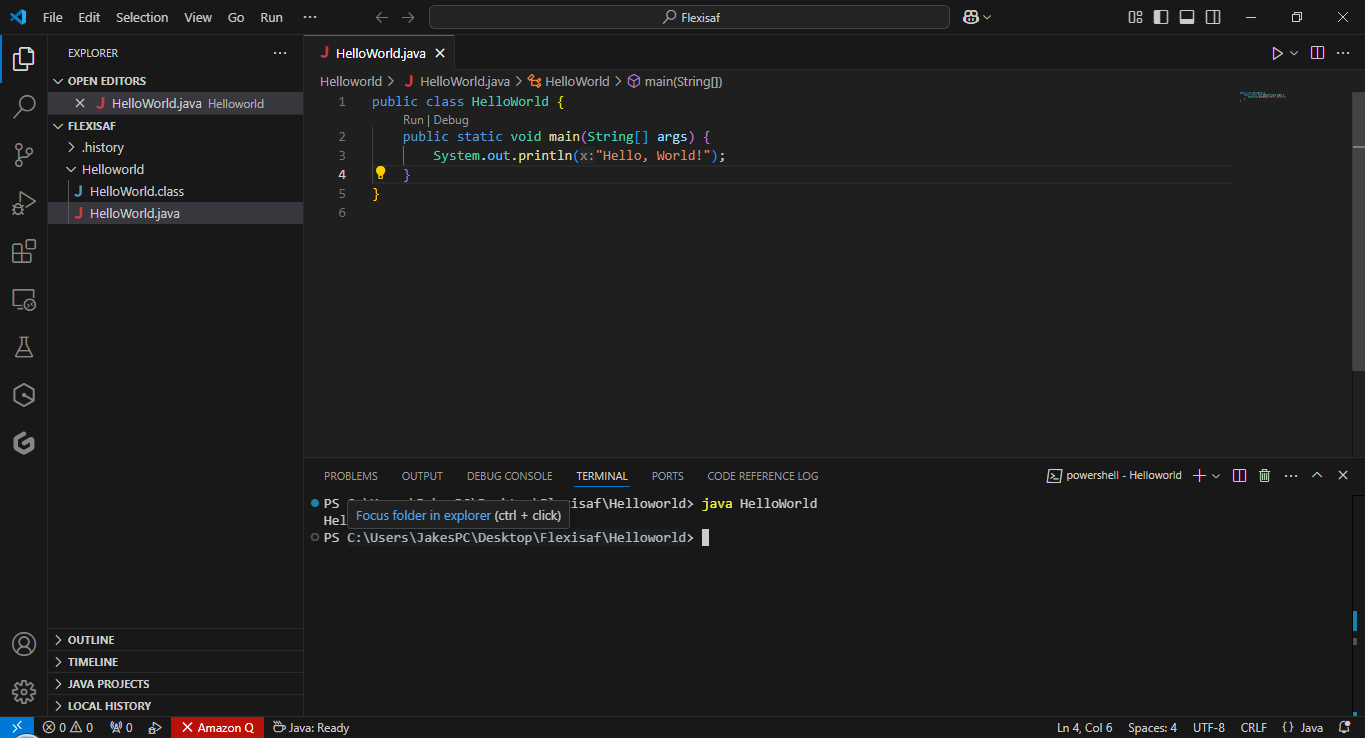 File Edit Selection View Go Run ··· Flexisaf
EXPLORER ···
OPEN EDITORS
HelloWorld.java Helloworld
FLEXISAF
.history
Helloworld
HelloWorld.class
HelloWorld.java
OUTLINE
TIMELINE
JAVA PROJECTS
LOCAL HISTORY
HelloWorld.java
Helloworld > HelloWorld.java > HelloWorld > main(String[])
1 public class HelloWorld {
Run | Debug
2 public static void main(String[] args) {
3 System.out.println(x:"Hello, World!");
4 }
5 }
6
PROBLEMS OUTPUT DEBUG CONSOLE TERMINAL PORTS CODE REFERENCE LOG powershell - Helloworld
PS isaf\Helloworld> java HelloWorld
Hel
Focus folder in explorer (ctrl + click)
PS C:\Users\JakesPC\Desktop\Flexisaf\Helloworld>
0 0 0 Amazon Q Java: Ready Ln 4, Col 6 Spaces: 4 UTF-8 CRLF {} Java